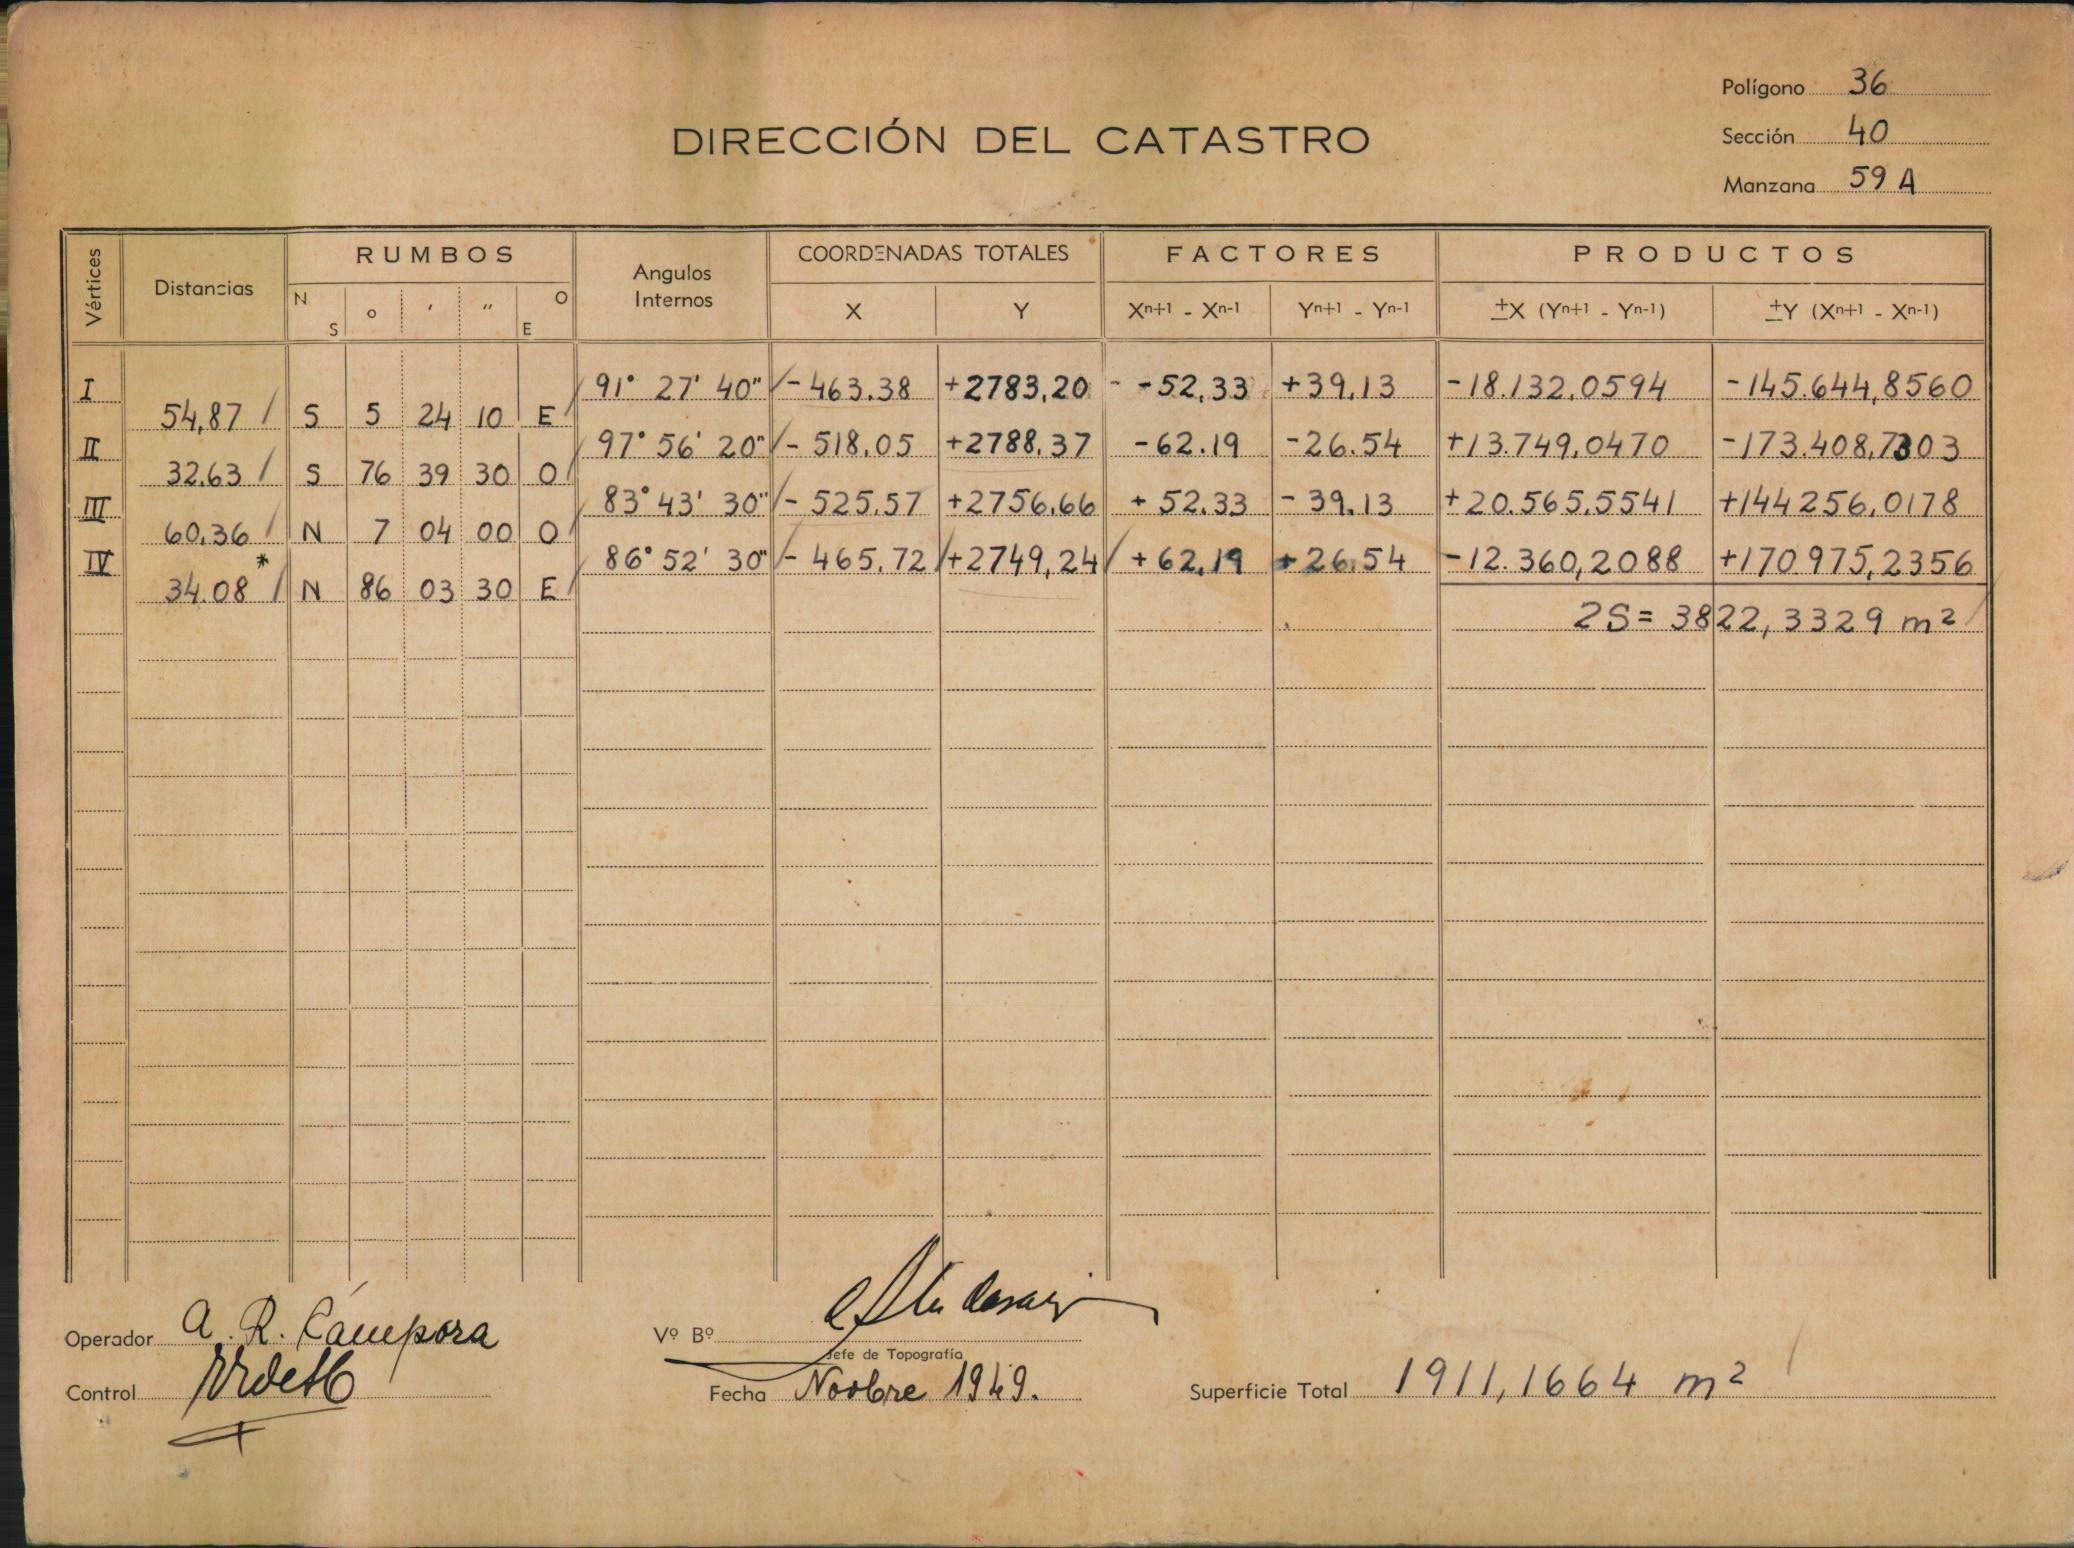 Polígono 36
DIRECCIÓN DEL CATASTRO
Sección 40
Manzana 59 A
Vértices Distancias RUMBOS Angulos Internos COORDENADAS TOTALES FACTORES PRODUCTOS
N S o ' " O E X Y Xn+1 - Xn-1 Yn+1 - Yn-1 ±X (Yn+1 - Yn-1) ±Y (Xn+1 - Xn-1)
I 91° 27' 40" - 463.38 +2783,20 - -52,33 +39,13 -18.132,0594 -145.644,8560
54,87 S 5 24 10 E
II 97° 56' 20" - 518,05 +2788,37 -62.19 -26.54 +13.749,0470 -173.408,7303
32,63 S 76 39 30 O
III 83° 43' 30" - 525,57 +2756,66 + 52,33 - 39,13 +20.565,5541 +144256,0178
60,36 N 7 04 00 O
IV 86° 52' 30" - 465,72 +2749,24 + 62,19 +26.54 -12.360,2088 +170.975,2356
34.08 * N 86 03 30 E
2S= 3822,3329 m²
Operador A. R. Cámpora
Vº Bº
Jefe de Topografía
Control
Fecha Novbre 1949.
Superficie Total 1911,1664 m²